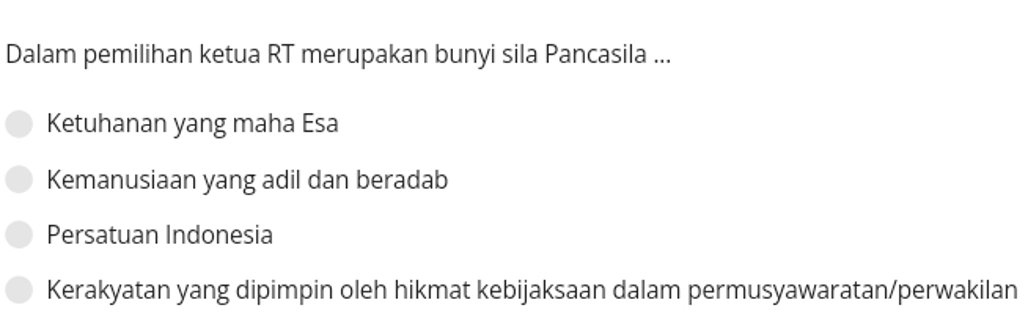 Dalam pemilihan ketua RT merupakan bunyi sila Pancasila ...
Ketuhanan yang maha Esa
Kemanusiaan yang adil dan beradab
Persatuan Indonesia
Kerakyatan yang dipimpin oleh hikmat kebijaksaan dalam permusyawaratan/perwakilan